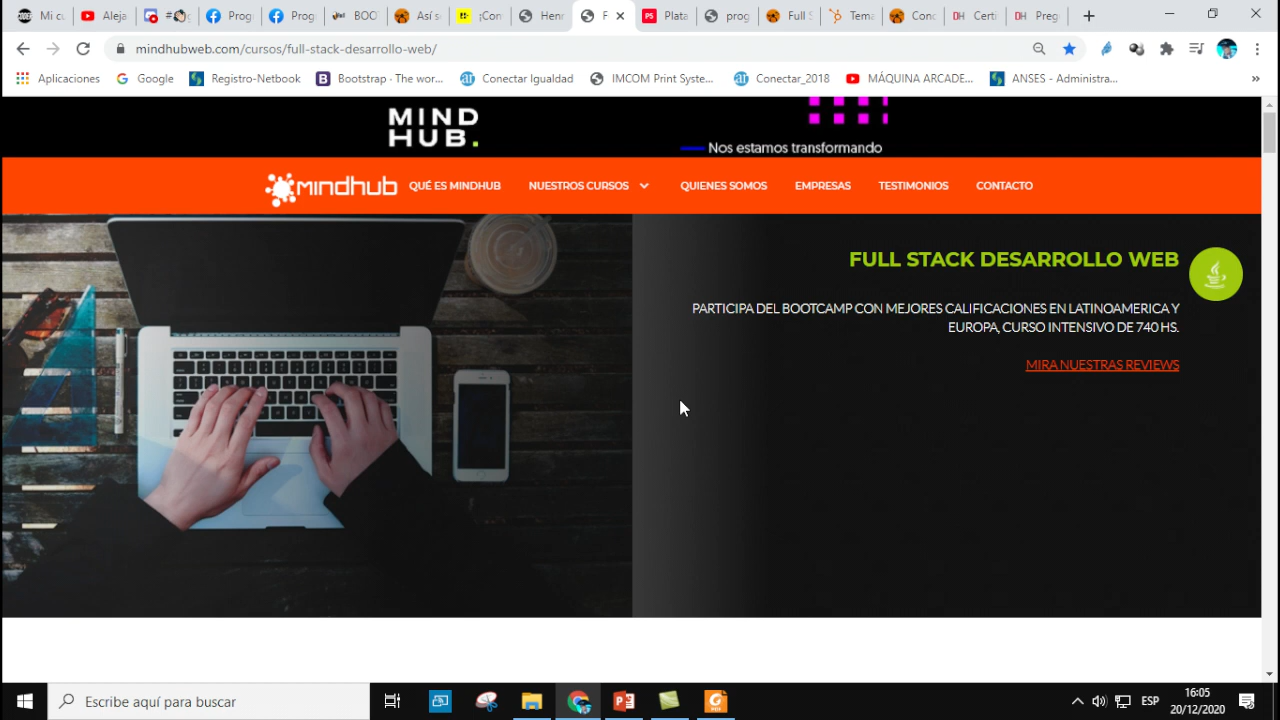 Mi cu
Aleja
#
Progr
Progr
BOO
Así s
¡Con
Henr
F
Plata
prog
Full S
Tema
Conc
Certi
Preg
mindhubweb.com/cursos/full-stack-desarrollo-web/
Aplicaciones
Google
Registro-Netbook
Bootstrap · The wor...
Conectar Igualdad
IMCOM Print Syste...
Conectar_2018
MÁQUINA ARCADE...
ANSES - Administra...
»
MIND
HUB.
Nos estamos transformando
mindhub
QUÉ ES MINDHUB
NUESTROS CURSOS
QUIENES SOMOS
EMPRESAS
TESTIMONIOS
CONTACTO
FULL STACK DESARROLLO WEB
PARTICIPA DEL BOOTCAMP CON MEJORES CALIFICACIONES EN LATINOAMERICA Y
EUROPA, CURSO INTENSIVO DE 740 HS.
MIRA NUESTRAS REVIEWS
Escribe aquí para buscar
ESP
16:05
20/12/2020